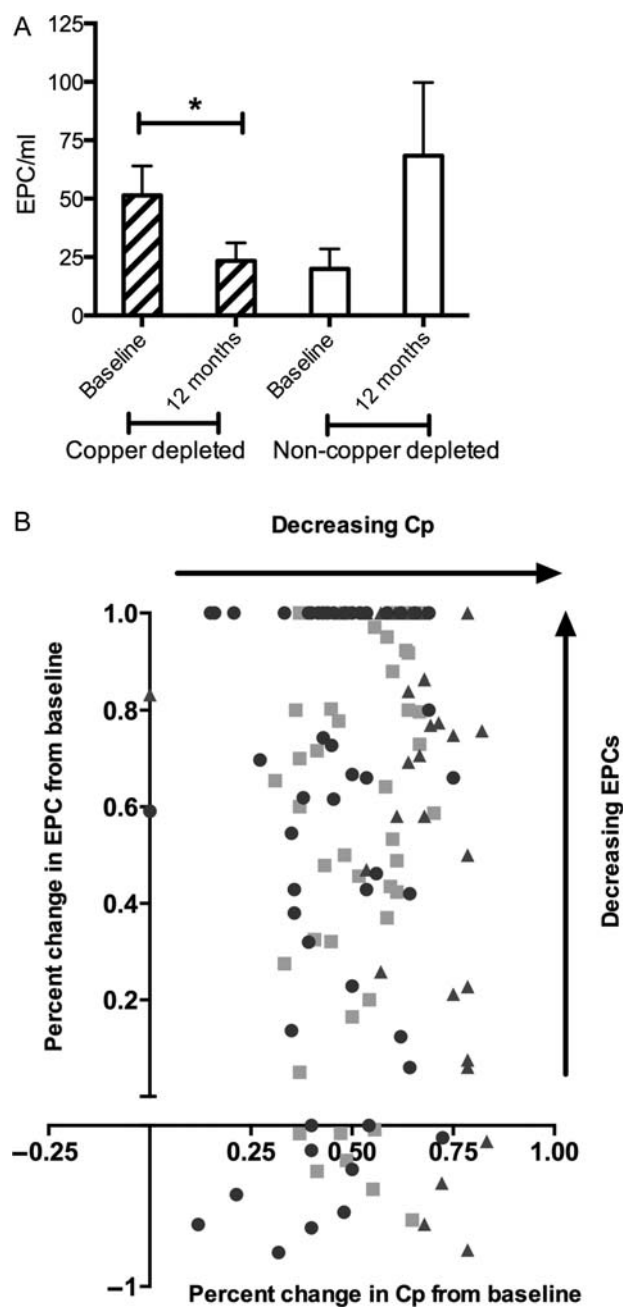 A
125
100
75
50
25
0
EPC/ml
*
Baseline
12 months
Baseline
12 months
Copper depleted
Non-copper depleted
B
Decreasing Cp
1.0
0.8
0.6
0.4
0.2
Percent change in EPC from baseline
Decreasing EPCs
−0.25
0.25
0.50
0.75
1.00
−1
Percent change in Cp from baseline